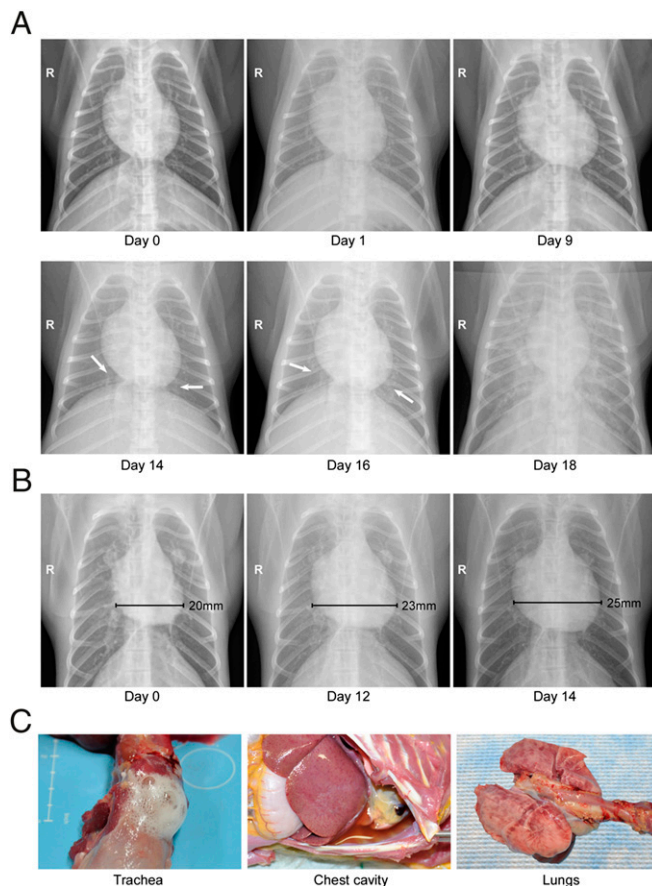 A
R
R
R
Day 0
Day 1
Day 9
R
R
R
Day 14
Day 16
Day 18
B
R
R
R
20mm
23mm
25mm
Day 0
Day 12
Day 14
C
Trachea
Chest cavity
Lungs